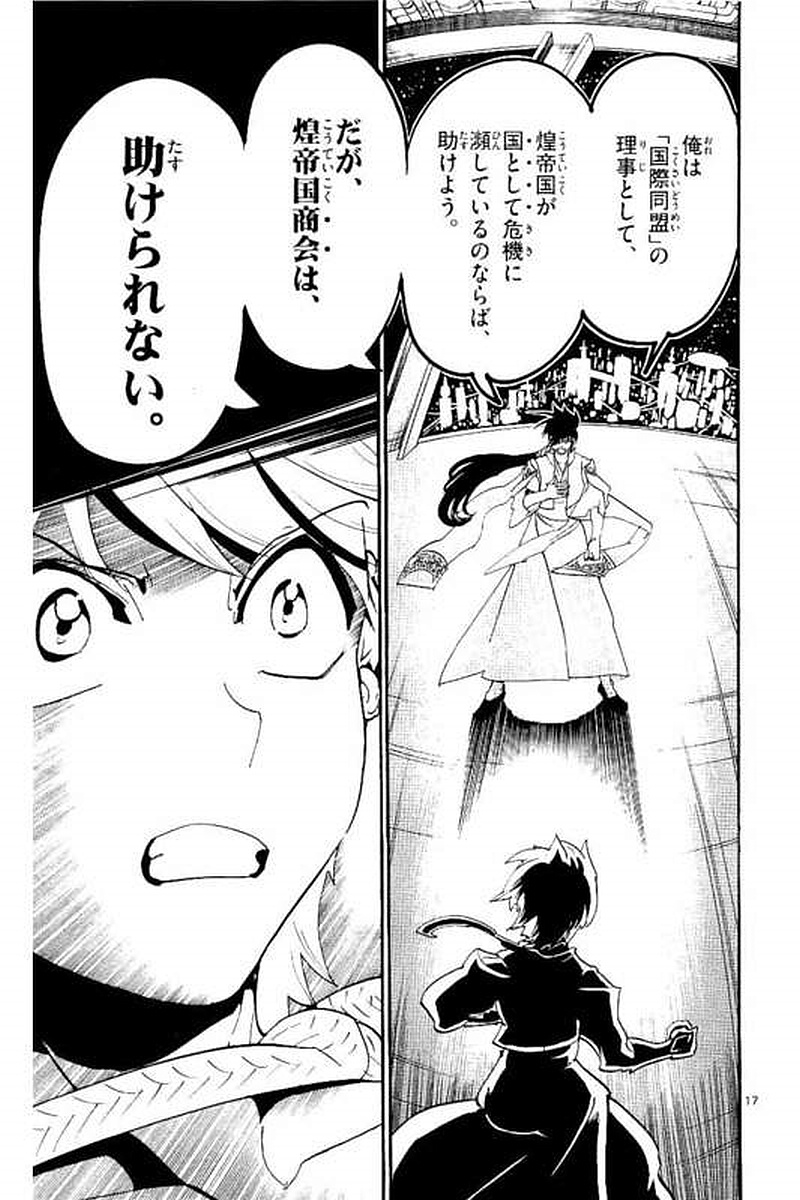 俺は
「国際同盟」の
理事として、
煌帝国が
国として危機に
瀕しているのならば、
助けよう。
だが、
煌帝国商会は、
助けられない。
17